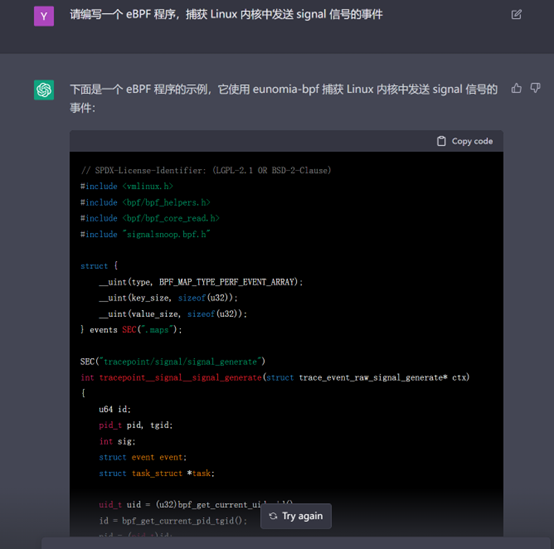 Y
请编写一个 eBPF 程序，捕获 Linux 内核中发送 signal 信号的事件
下面是一个 eBPF 程序的示例，它使用 eunomia-bpf 捕获 Linux 内核中发送 signal 信号的
事件：
Copy code
// SPDX-License-Identifier: (LGPL-2.1 OR BSD-2-Clause)
#include <vmlinux.h>
#include <bpf/bpf_helpers.h>
#include <bpf/bpf_core_read.h>
#include "signalsnoop.bpf.h"
struct {
__uint(type, BPF_MAP_TYPE_PERF_EVENT_ARRAY);
__uint(key_size, sizeof(u32));
__uint(value_size, sizeof(u32));
} events SEC(".maps");
SEC("tracepoint/signal/signal_generate")
int tracepoint__signal__signal_generate(struct trace_event_raw_signal_generate* ctx)
{
u64 id;
pid_t pid, tgid;
int sig;
struct event event;
struct task_struct *task;
uid_t uid = (u32)bpf_get_current_uid_gid();
id = bpf_get_current_pid_tgid();
Try again